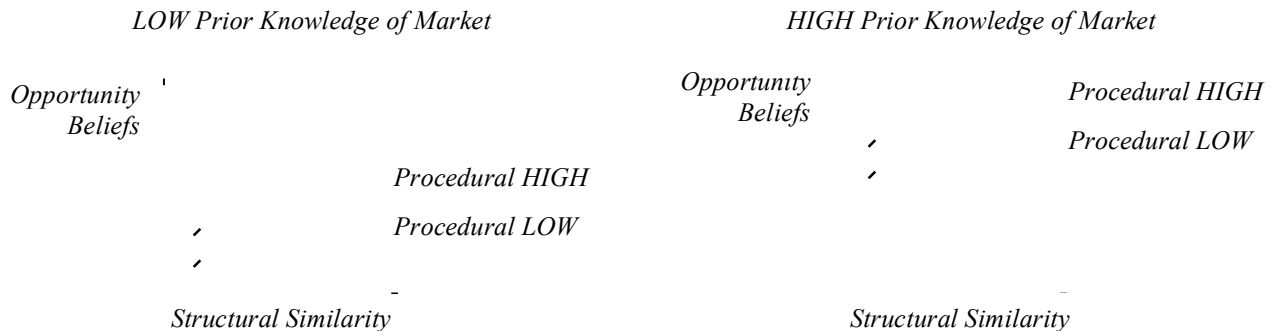 LOW Prior Knowledge of Market
Opportunity
Beliefs
Procedural HIGH
Procedural LOW
Structural Similarity
HIGH Prior Knowledge of Market
Opportunity
Beliefs
Procedural HIGH
Procedural LOW
Structural Similarity